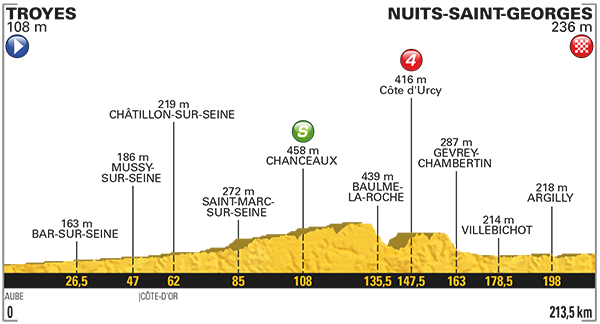 TROYES
108 m
NUITS-SAINT-GEORGES
236 m
4
416 m
Côte d'Urcy
219 m
CHÂTILLON-SUR-SEINE
S
458 m
CHANCEAUX
287 m
GEVREY-
CHAMBERTIN
186 m
MUSSY-
SUR-SEINE
439 m
BAULME-
LA-ROCHE
272 m
SAINT-MARC-
SUR-SEINE
218 m
ARGILLY
163 m
BAR-SUR-SEINE
214 m
VILLEBICHOT
26,5 47 62 85 108 135,5 147,5 163 178,5 198
AUBE |CÔTE-D'OR
0 213,5 km